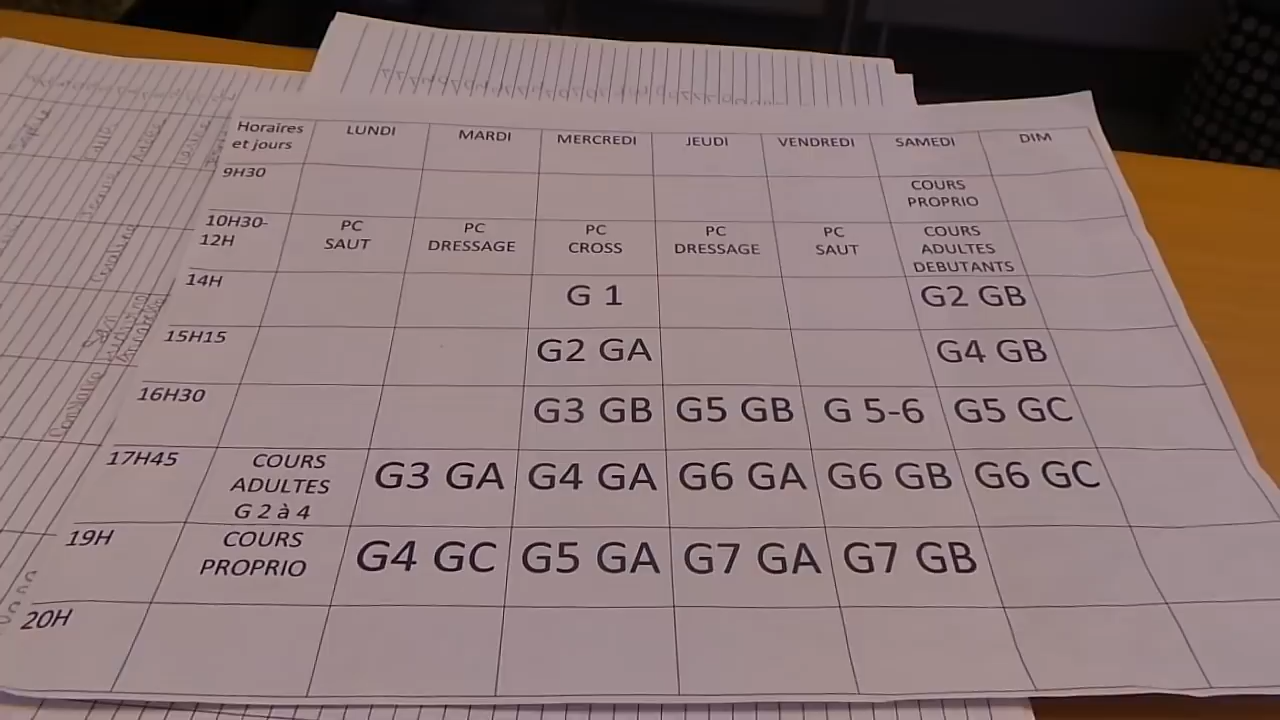 Horaires et jours LUNDI MARDI MERCREDI JEUDI VENDREDI SAMEDI DIM
9H30 COURS PROPRIO
10H30-12H PC SAUT PC DRESSAGE PC CROSS PC DRESSAGE PC SAUT COURS ADULTES DEBUTANTS
14H G 1 G2 GB
15H15 G2 GA G4 GB
16H30 G3 GB G5 GB G 5-6 G5 GC
17H45 COURS ADULTES G 2 à 4 G3 GA G4 GA G6 GA G6 GB G6 GC
19H COURS PROPRIO G4 GC G5 GA G7 GA G7 GB
20H